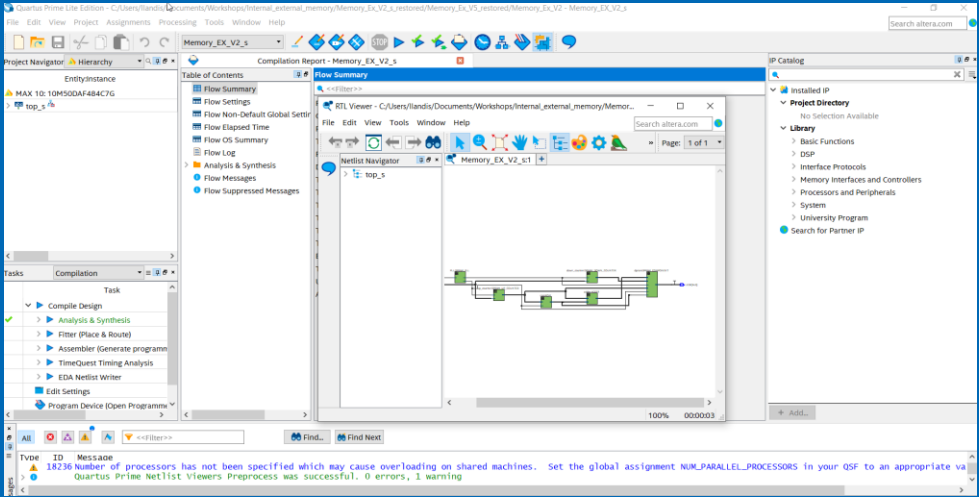 Quartus Prime Lite Edition - C:/Users/llandis/Documents/Workshops/Internal_external_memory/Memory_Ex_V2_s_restored/Memory_Ex_V5_restored/Memory_Ex_V2 - Memory_EX_V2_s
File Edit View Project Assignments Processing Tools Window Help
Search altera.com
Memory_EX_V2_s
STOP
Project Navigator
Hierarchy
Entity:Instance
MAX 10: 10M50DAF484C7G
top_s
Compilation Report - Memory_EX_V2_s
Table of Contents
Flow Summary
Flow Settings
Flow Non-Default Global Settin
Flow Elapsed Time
Flow OS Summary
Flow Log
Analysis & Synthesis
Flow Messages
Flow Suppressed Messages
Flow Summary
<<Filter>>
RTL Viewer - C:/Users/llandis/Documents/Workshops/Internal_external_memory/Memor...
File Edit View Tools Window Help
Search altera.com
Page: 1 of 1
Netlist Navigator
Memory_EX_V2_s:1
top_s
100% 00:00:03
IP Catalog
Installed IP
Project Directory
No Selection Available
Library
Basic Functions
DSP
Interface Protocols
Memory Interfaces and Controllers
Processors and Peripherals
System
University Program
Search for Partner IP
+ Add...
Tasks
Compilation
Task
Compile Design
Analysis & Synthesis
Fitter (Place & Route)
Assembler (Generate programm
TimeQuest Timing Analysis
EDA Netlist Writer
Edit Settings
Program Device (Open Programme
All
<<Filter>>
Find...
Find Next
Type ID Message
18236 Number of processors has not been specified which may cause overloading on shared machines. Set the global assignment NUM_PARALLEL_PROCESSORS in your QSF to an appropriate va
Quartus Prime Netlist Viewers Preprocess was successful. 0 errors, 1 warning